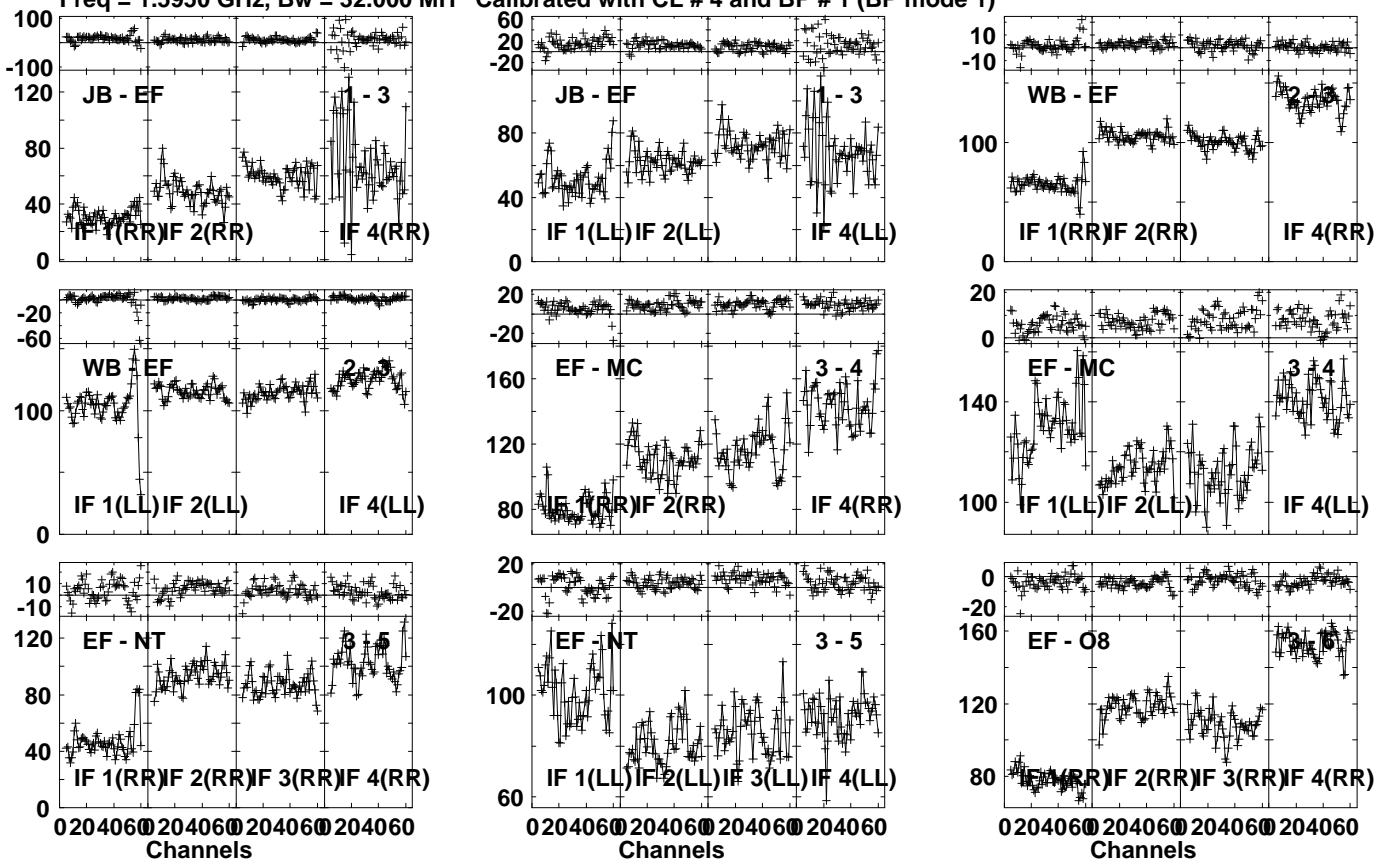 Freq = 1.5950 GHz, Bw = 32.000 MH Calibrated with CL # 4 and BP # 1 (BP mode 1)
100
-100
120
80
40
0
JB - EF 1 - 3
IF 1(RR) IF 2(RR) IF 4(RR)
60
20
-20
80
40
0
JB - EF 1 - 3
IF 1(LL) IF 2(LL) IF 4(LL)
10
-10
100
0
WB - EF 2 - 3
IF 1(RR) IF 2(RR) IF 4(RR)
-20
-60
100
0
WB - EF 2 - 3
IF 1(LL) IF 2(LL) IF 4(LL)
20
-20
160
120
80
EF - MC 3 - 4
IF 1(RR) IF 2(RR) IF 4(RR)
20
0
140
100
EF - MC 3 - 4
IF 1(LL) IF 2(LL) IF 4(LL)
10
-10
120
80
40
0
EF - NT 3 - 5
IF 1(RR) IF 2(RR) IF 3(RR) IF 4(RR)
0 20 40 60 0 20 40 60 0 20 40 60 0 20 40 60
Channels
20
-20
100
60
EF - NT 3 - 5
IF 1(LL) IF 2(LL) IF 3(LL) IF 4(LL)
0 20 40 60 0 20 40 60 0 20 40 60 0 20 40 60
Channels
0
-20
160
120
80
EF - O8 3 - 6
IF 1(RR) IF 2(RR) IF 3(RR) IF 4(RR)
0 20 40 60 0 20 40 60 0 20 40 60 0 20 40 60
Channels